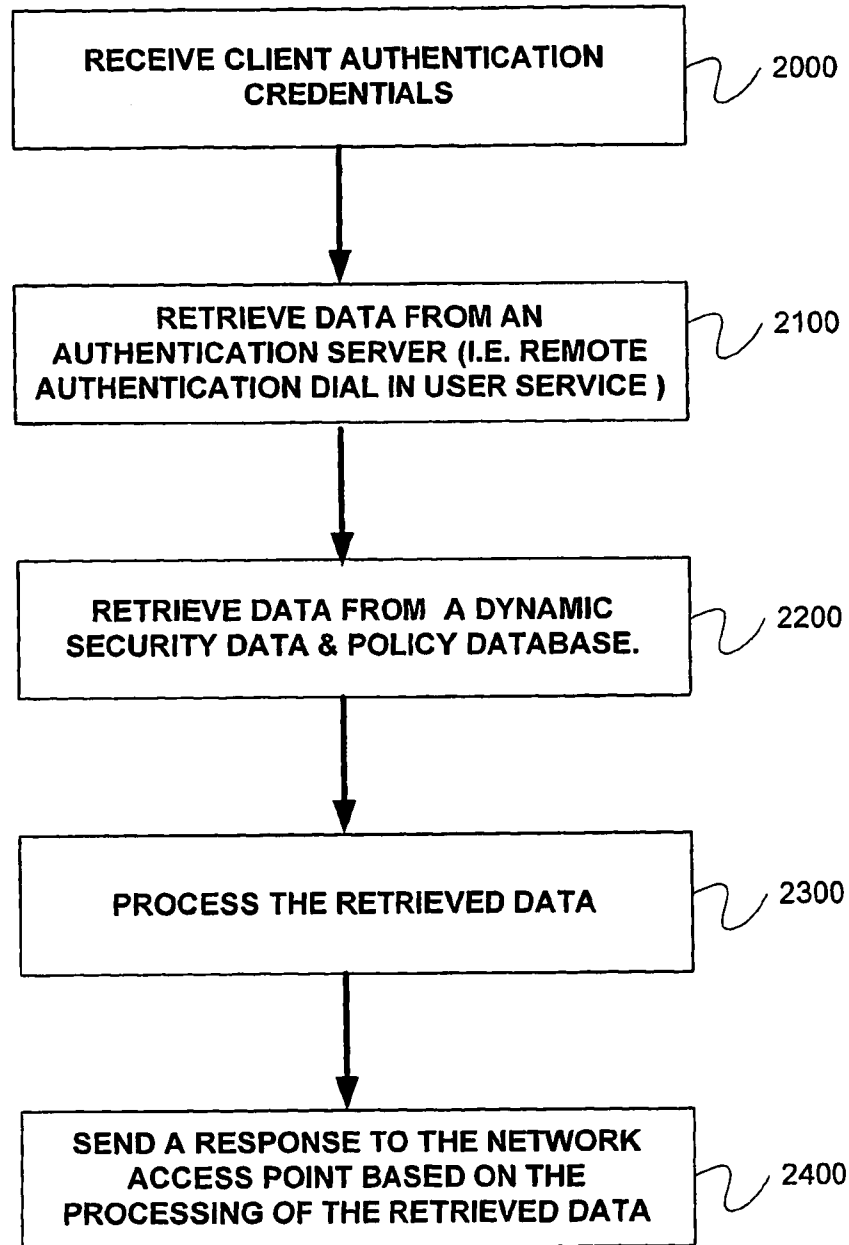 RECEIVE CLIENT AUTHENTICATION
CREDENTIALS
2000
RETRIEVE DATA FROM AN
AUTHENTICATION SERVER (I.E. REMOTE
AUTHENTICATION DIAL IN USER SERVICE )
2100
RETRIEVE DATA FROM A DYNAMIC
SECURITY DATA & POLICY DATABASE.
2200
PROCESS THE RETRIEVED DATA
2300
SEND A RESPONSE TO THE NETWORK
ACCESS POINT BASED ON THE
PROCESSING OF THE RETRIEVED DATA
2400